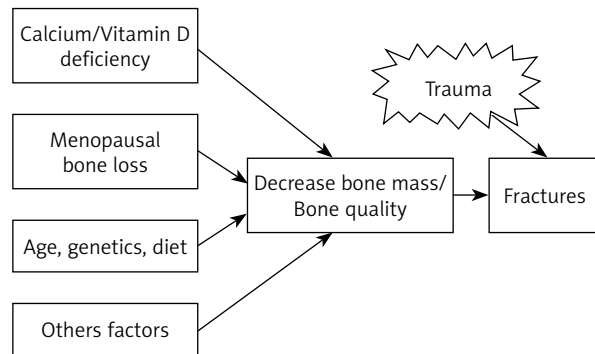 Calcium/Vitamin D
deficiency
Menopausal
bone loss
Age, genetics, diet
Others factors
Decrease bone mass/
Bone quality
Trauma
Fractures